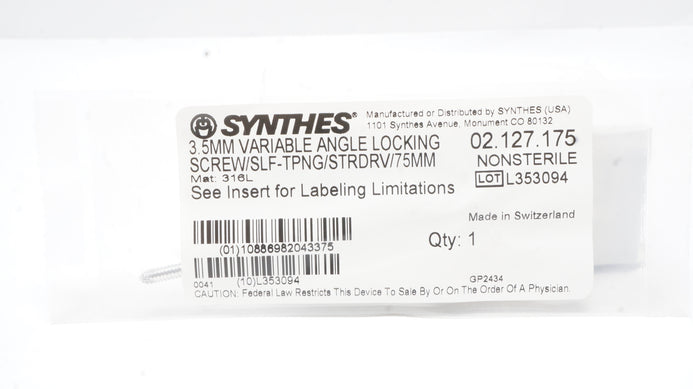 SYNTHES®
Manufactured or Distributed by SYNTHES (USA)
1101 Synthes Avenue, Monument CO 80132
3.5MM VARIABLE ANGLE LOCKING
SCREW/SLF-TPNG/STRDRV/75MM
02.127.175
NONSTERILE
Mat: 316L
LOT L353094
See Insert for Labeling Limitations
Made in Switzerland
Qty: 1
(01)10886982043375
(10)L353094
0041
GP2434
CAUTION: Federal Law Restricts This Device To Sale By Or On The Order Of A Physician.